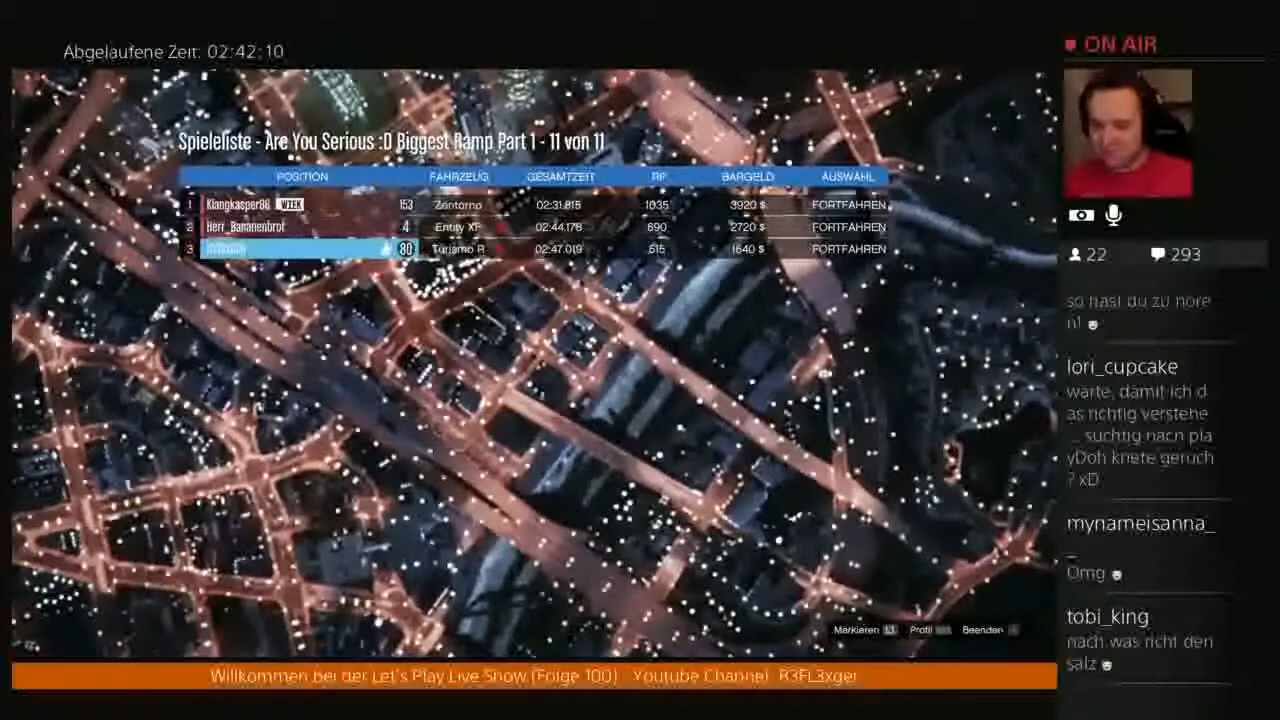 Abgelaufene Zeit: 02:42:10
ON AIR
Spieleliste - Are You Serious :D Biggest Ramp Part 1 - 11 von 11
POSITION FAHRZEUG GESAMTZEIT RP BARGELD AUSWAHL
1 Klangkasper88 VZEK 153 Zentorno 02:31.815 1035 3920 $ FORTFAHREN
2 Herr_Bananenbrot 4 Entity XF 02:44.178 690 2720 $ FORTFAHREN
3 80 Turismo R 02:47.019 515 1640 $ FORTFAHREN
22 293
so hast du zu höre
n!
lori_cupcake
warte, damit ich d
as richtig verstehe
... süchtig nach pla
yDoh knete geruch
? xD
mynameisanna_
_
Omg
tobi_king
nach was richt den
salz
Markieren L1 Profil Beenden
Willkommen bei der Let's Play Live Show (Folge 100) Youtube Channel: R3FL3xger